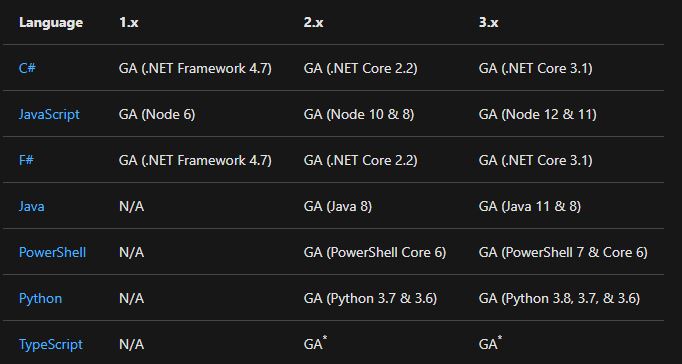 Language 1.x 2.x 3.x
C# GA (.NET Framework 4.7) GA (.NET Core 2.2) GA (.NET Core 3.1)
JavaScript GA (Node 6) GA (Node 10 & 8) GA (Node 12 & 11)
F# GA (.NET Framework 4.7) GA (.NET Core 2.2) GA (.NET Core 3.1)
Java N/A GA (Java 8) GA (Java 11 & 8)
PowerShell N/A GA (PowerShell Core 6) GA (PowerShell 7 & Core 6)
Python N/A GA (Python 3.7 & 3.6) GA (Python 3.8, 3.7, & 3.6)
TypeScript N/A GA* GA*